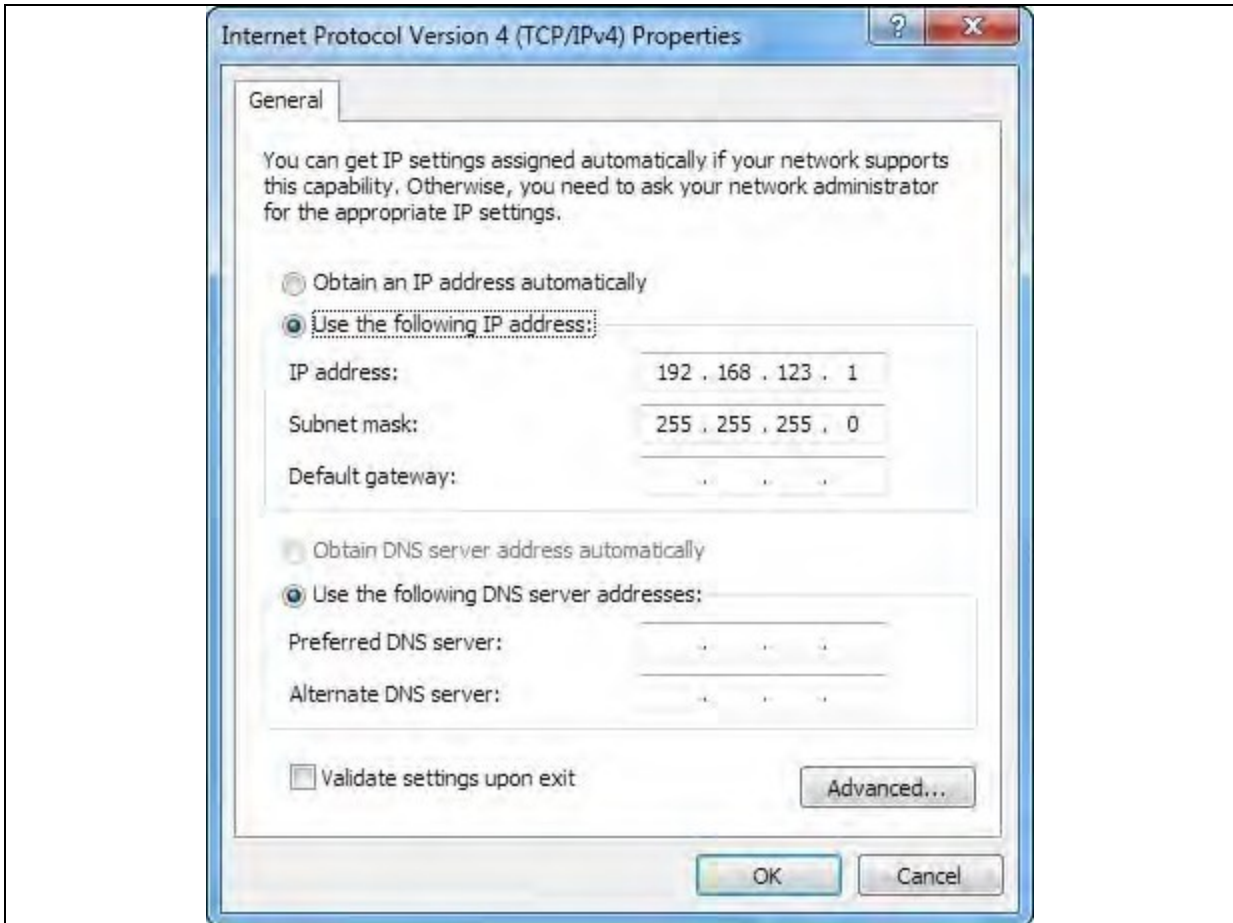 Internet Protocol Version 4 (TCP/IPv4) Properties
General
You can get IP settings assigned automatically if your network supports
this capability. Otherwise, you need to ask your network administrator
for the appropriate IP settings.
Obtain an IP address automatically
Use the following IP address:
IP address: 192 . 168 . 123 . 1
Subnet mask: 255 . 255 . 255 . 0
Default gateway: . . .
Obtain DNS server address automatically
Use the following DNS server addresses:
Preferred DNS server: . . .
Alternate DNS server: . . .
Validate settings upon exit
Advanced...
OK Cancel